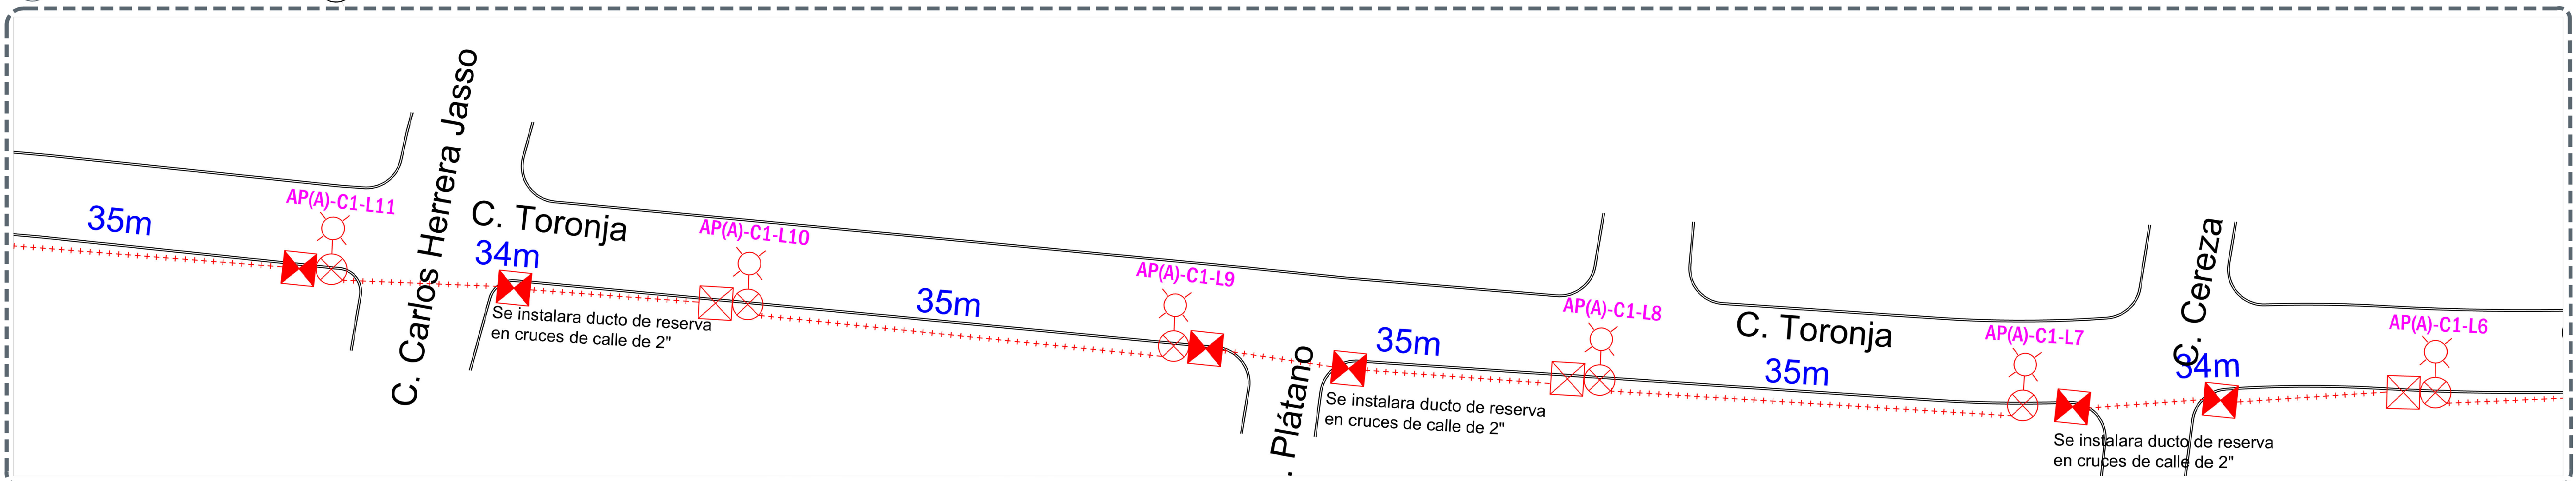 35m
AP(A)-C1-L11
C. Carlos Herrera Jasso
C. Toronja
34m
Se instalara ducto de reserva
en cruces de calle de 2"
AP(A)-C1-L10
35m
AP(A)-C1-L9
. Plátano
35m
Se instalara ducto de reserva
en cruces de calle de 2"
AP(A)-C1-L8
C. Toronja
35m
AP(A)-C1-L7
C. Cereza
34m
Se instalara ducto de reserva
en cruces de calle de 2"
AP(A)-C1-L6